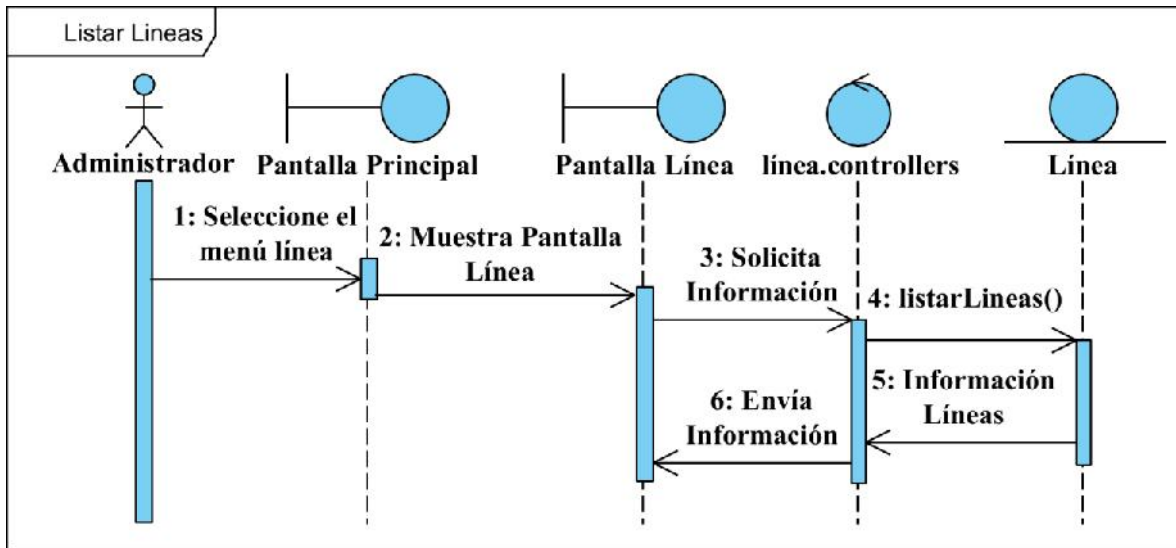 Listar Lineas
Administrador
Pantalla Principal
Pantalla Línea
línea.controllers
Línea
1: Seleccione el
menú línea
2: Muestra Pantalla
Línea
3: Solicita
Información
4: listarLineas()
5: Información
Líneas
6: Envía
Información